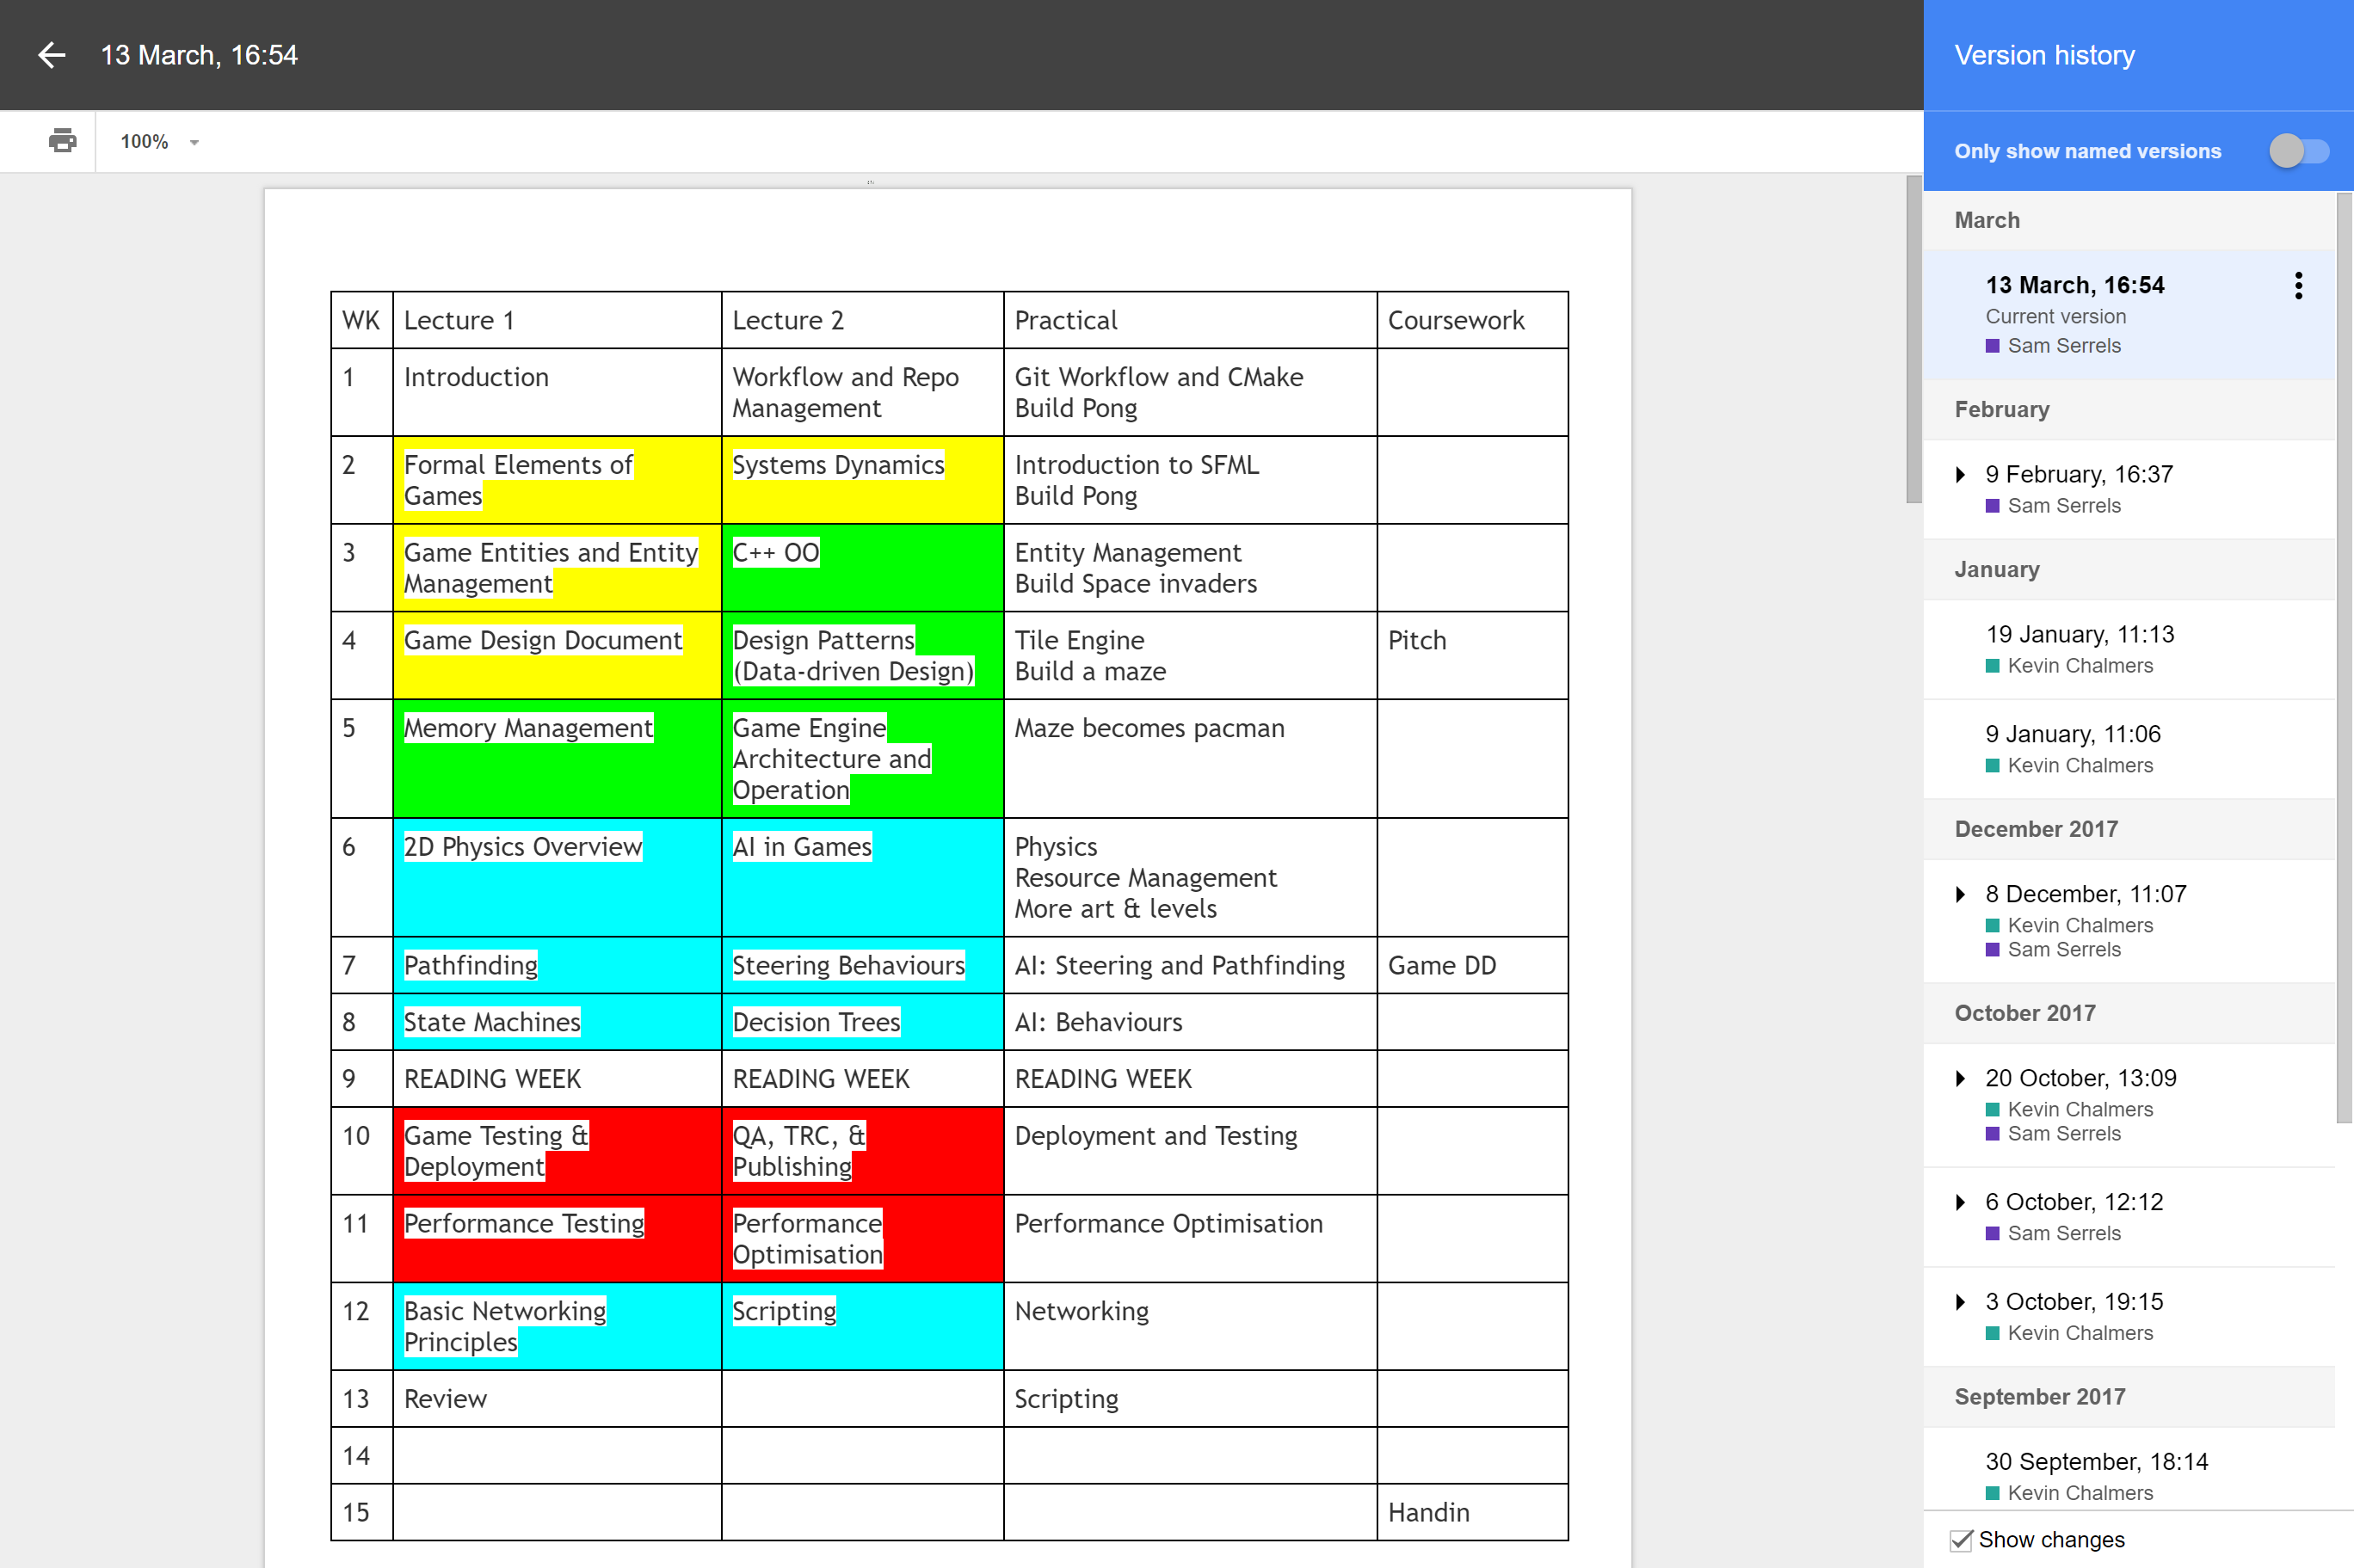 13 March, 16:54
100%
WK Lecture 1 Lecture 2 Practical Coursework
1 Introduction Workflow and Repo Git Workflow and CMake
Management Build Pong
2 Formal Elements of Systems Dynamics Introduction to SFML
Games Build Pong
3 Game Entities and Entity C++ OO Entity Management
Management Build Space invaders
4 Game Design Document Design Patterns Tile Engine Pitch
(Data-driven Design) Build a maze
5 Memory Management Game Engine Maze becomes pacman
Architecture and
Operation
6 2D Physics Overview AI in Games Physics
Resource Management
More art & levels
7 Pathfinding Steering Behaviours AI: Steering and Pathfinding Game DD
8 State Machines Decision Trees AI: Behaviours
9 READING WEEK READING WEEK READING WEEK
10 Game Testing & QA, TRC, & Deployment and Testing
Deployment Publishing
11 Performance Testing Performance Performance Optimisation
Optimisation
12 Basic Networking Scripting Networking
Principles
13 Review Scripting
14
15 Handin
Version history
Only show named versions
March
13 March, 16:54
Current version
Sam Serrels
February
9 February, 16:37
Sam Serrels
January
19 January, 11:13
Kevin Chalmers
9 January, 11:06
Kevin Chalmers
December 2017
8 December, 11:07
Kevin Chalmers
Sam Serrels
October 2017
20 October, 13:09
Kevin Chalmers
Sam Serrels
6 October, 12:12
Sam Serrels
3 October, 19:15
Kevin Chalmers
September 2017
30 September, 18:14
Kevin Chalmers
Show changes